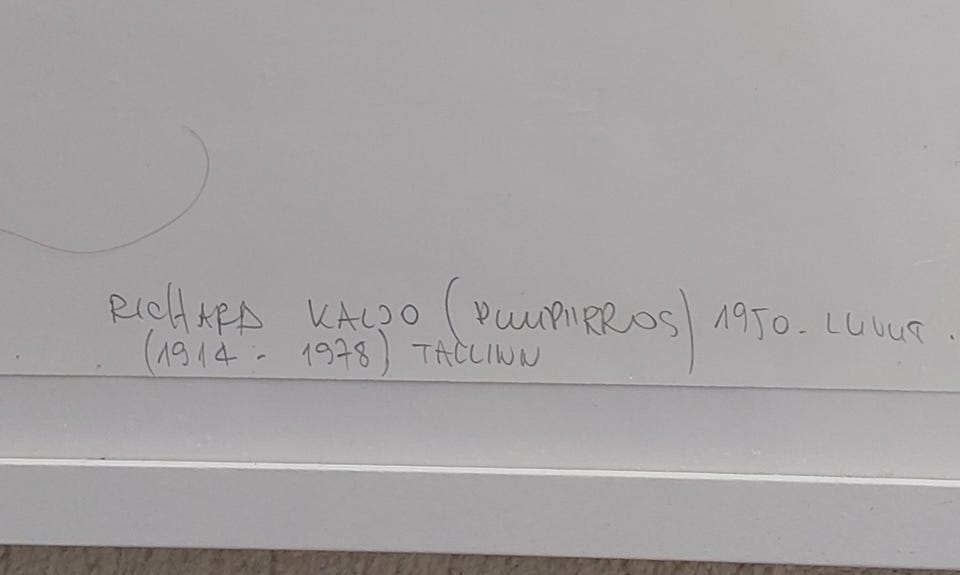 RICHARD KALJO (PUUPIIRROS) 1950. LUVUT.
(1914 - 1978) TALLINN